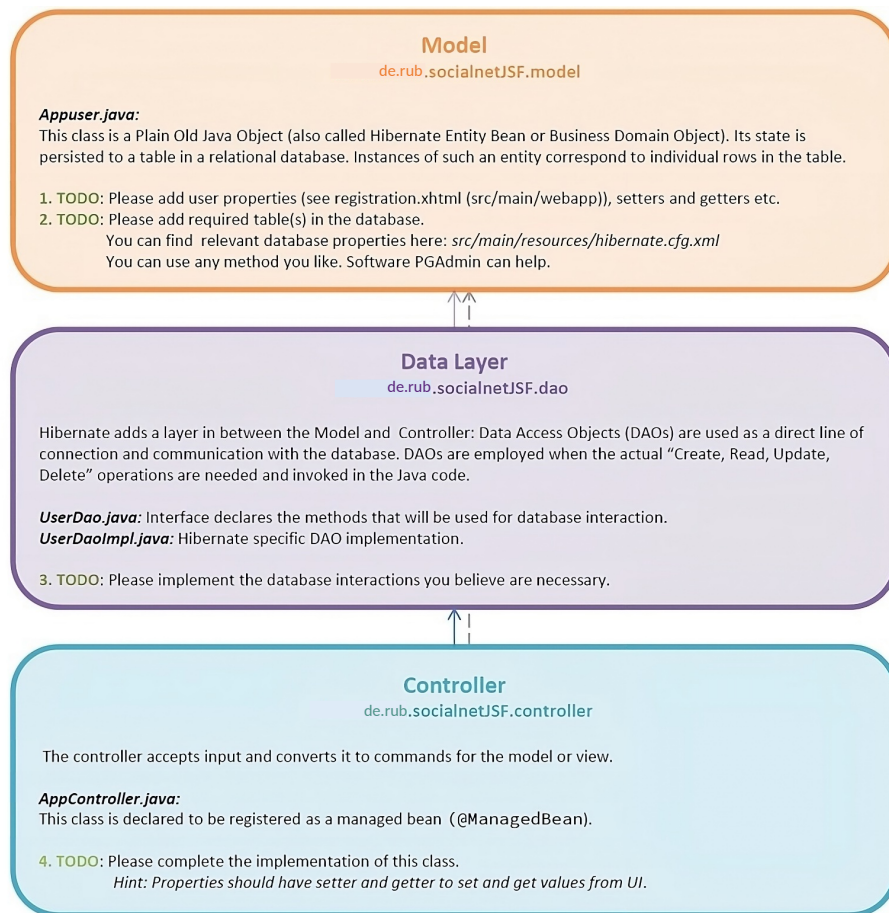 Model
de.rub.socialnetJSF.model
Appuser.java:
This class is a Plain Old Java Object (also called Hibernate Entity Bean or Business Domain Object). Its state is
persisted to a table in a relational database. Instances of such an entity correspond to individual rows in the table.
1. TODO: Please add user properties (see registration.xhtml (src/main/webapp)), setters and getters etc.
2. TODO: Please add required table(s) in the database.
You can find relevant database properties here: src/main/resources/hibernate.cfg.xml
You can use any method you like. Software PGAdmin can help.
Data Layer
de.rub.socialnetJSF.dao
Hibernate adds a layer in between the Model and Controller: Data Access Objects (DAOs) are used as a direct line of
connection and communication with the database. DAOs are employed when the actual “Create, Read, Update,
Delete” operations are needed and invoked in the Java code.
UserDao.java: Interface declares the methods that will be used for database interaction.
UserDaoImpl.java: Hibernate specific DAO implementation.
3. TODO: Please implement the database interactions you believe are necessary.
Controller
de.rub.socialnetJSF.controller
The controller accepts input and converts it to commands for the model or view.
AppController.java:
This class is declared to be registered as a managed bean (@ManagedBean).
4. TODO: Please complete the implementation of this class.
Hint: Properties should have setter and getter to set and get values from UI.